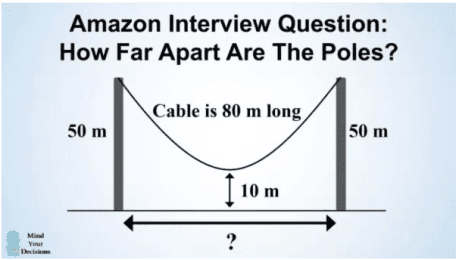 Amazon Interview Question:
How Far Apart Are The Poles?
Cable is 80 m long
50 m
50 m
10 m
?
Mind
Your
Decisions